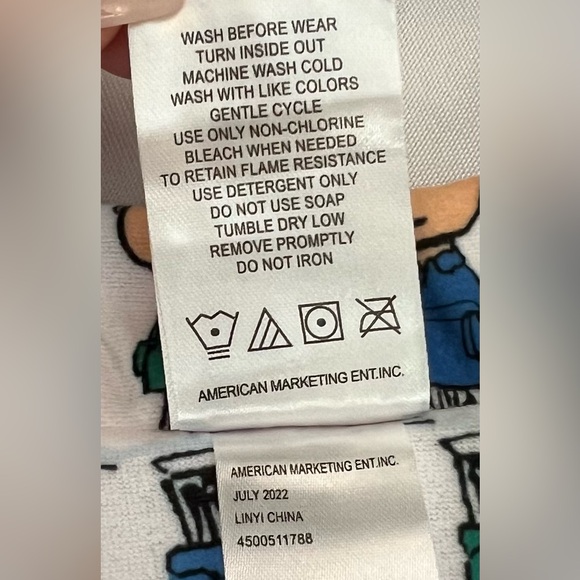 WASH BEFORE WEAR
TURN INSIDE OUT
MACHINE WASH COLD
WASH WITH LIKE COLORS
GENTLE CYCLE
USE ONLY NON-CHLORINE
BLEACH WHEN NEEDED
TO RETAIN FLAME RESISTANCE
USE DETERGENT ONLY
DO NOT USE SOAP
TUMBLE DRY LOW
REMOVE PROMPTLY
DO NOT IRON
AMERICAN MARKETING ENT.INC.
AMERICAN MARKETING ENT.INC.
JULY 2022
LINYI CHINA
4500511788